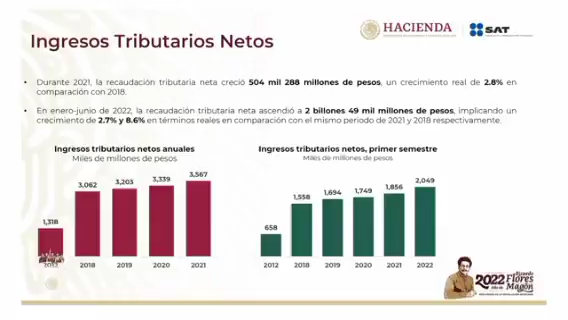 HACIENDA
SAT
Ingresos Tributarios Netos
• Durante 2021, la recaudación tributaria neta creció 504 mil 288 millones de pesos, un crecimiento real de 2.8% en
comparación con 2018.
• En enero-junio de 2022, la recaudación tributaria neta ascendió a 2 billones 49 mil millones de pesos, implicando un
crecimiento de 2.7% y 8.6% en términos reales en comparación con el mismo periodo de 2021 y 2018 respectivamente.
Ingresos tributarios netos anuales
Miles de millones de pesos
1,318
3,062
3,203
3,339
3,567
2018
2019
2020
2021
Ingresos tributarios netos, primer semestre
Miles de millones de pesos
658
1,558
1,694
1,749
1,856
2,049
2012
2018
2019
2020
2021
2022
2022
Año de
Ricardo
Flores
Magón